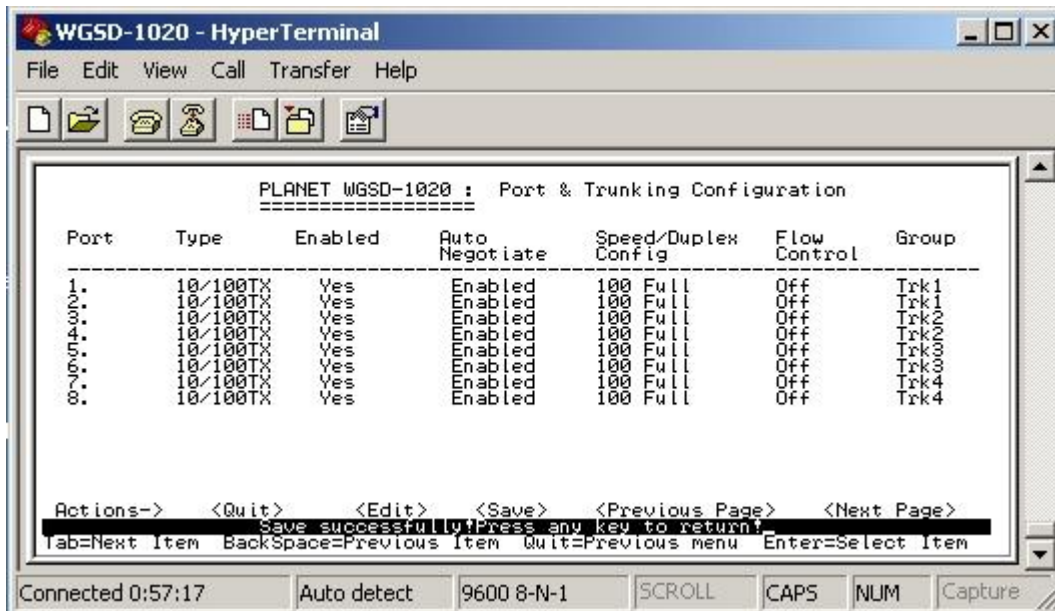 WGSD-1020 - HyperTerminal
File Edit View Call Transfer Help
PLANET WGSD-1020 : Port & Trunking Configuration
==================
Port Type Enabled Auto Negotiate Speed/Duplex Config Flow Control Group
1. 10/100TX Yes Enabled 100 Full Off Trk1
2. 10/100TX Yes Enabled 100 Full Off Trk1
3. 10/100TX Yes Enabled 100 Full Off Trk2
4. 10/100TX Yes Enabled 100 Full Off Trk2
5. 10/100TX Yes Enabled 100 Full Off Trk3
6. 10/100TX Yes Enabled 100 Full Off Trk3
7. 10/100TX Yes Enabled 100 Full Off Trk4
8. 10/100TX Yes Enabled 100 Full Off Trk4
Actions-> <Quit> <Edit> <Save> <Previous Page> <Next Page>
Save successfully!Press any key to return!
Tab=Next Item BackSpace=Previous Item Quit=Previous menu Enter=Select Item
Connected 0:57:17 Auto detect 9600 8-N-1 SCROLL CAPS NUM Capture